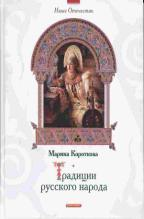 Наше Отечество
Марина Короткова
Традиции
русского народа